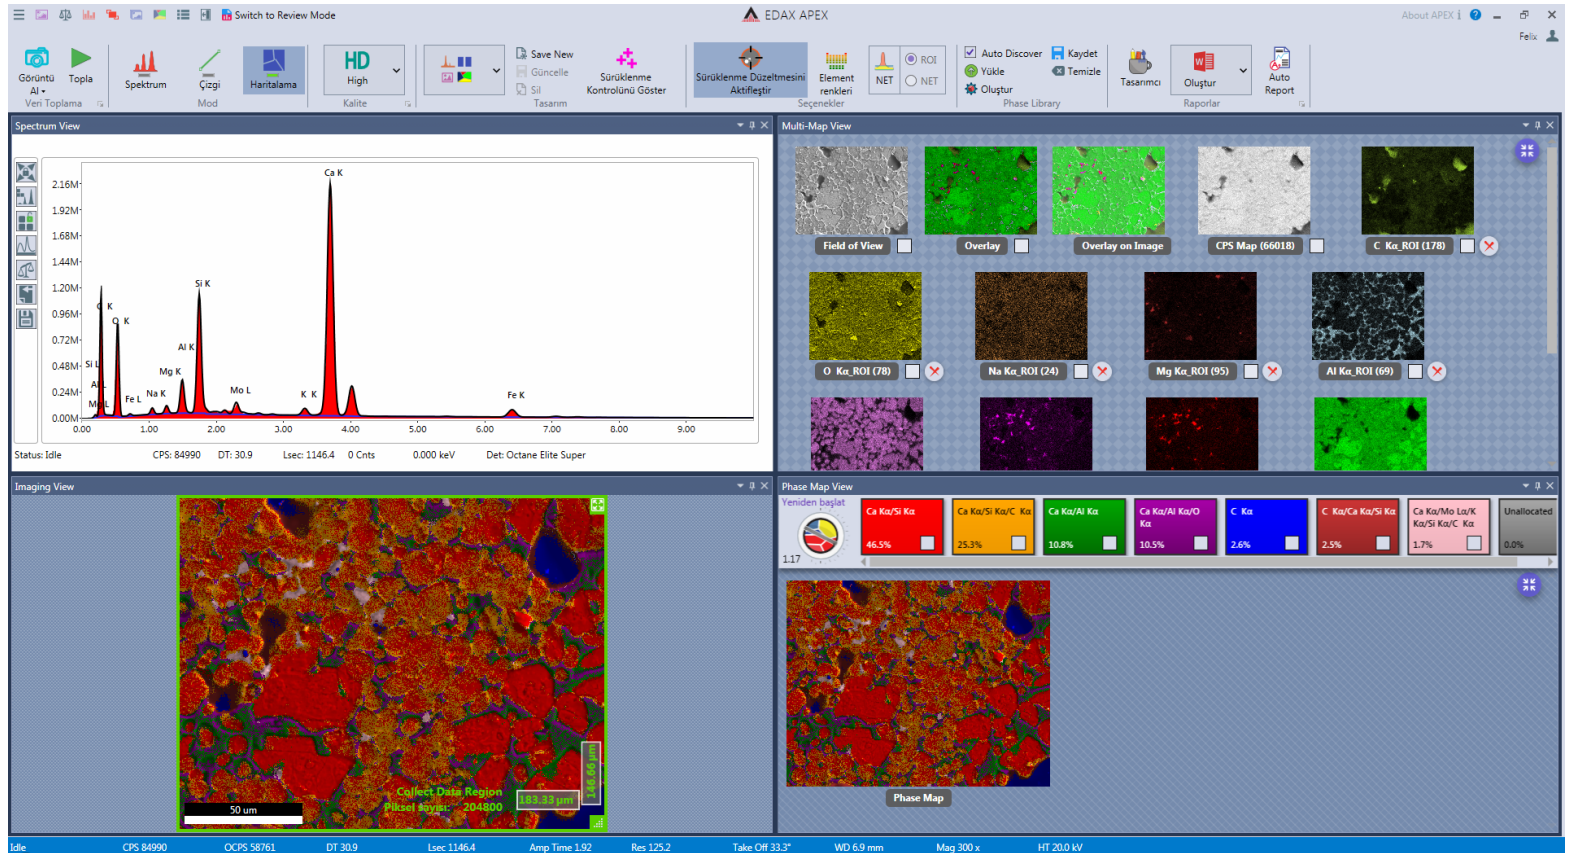 Switch to Review Mode
EDAX APEX
About APEX
Felix
Görüntü Al
Topla
Veri Toplama
Spektrum
Çizgi
Haritalama
Mod
HD
High
Kalite
Save New
Güncelle
Sil
Sürüklenme Kontrolünü Göster
Tasarım
Sürüklenme Düzeltmesini Aktifleştir
Element renkleri
NET
ROI
NET
Seçenekler
Auto Discover
Kaydet
Yükle
Temizle
Oluştur
Phase Library
Tasarımcı
Oluştur
Auto Report
Raporlar
Spectrum View
2.16M
1.92M
1.68M
1.44M
1.20M
0.96M
0.72M
0.48M
0.24M
0.00M
Ca K
Si K
C K
O K
Al K
Si L
Mg K
Al L
Na K
Mo L
K K
Fe L
Fe K
Mg L
0.00 1.00 2.00 3.00 4.00 5.00 6.00 7.00 8.00 9.00
Status: Idle CPS: 84990 DT: 30.9 Lsec: 1146.4 0 Cnts 0.000 keV Det: Octane Elite Super
Multi-Map View
Field of View
Overlay
Overlay on Image
CPS Map (66018)
C Kα_ROI (178)
O Kα_ROI (78)
Na Kα_ROI (24)
Mg Kα_ROI (95)
Al Kα_ROI (69)
Imaging View
Collect Data Region
Piksel sayısı: 204800
183.33 µm
146.66 µm
50 um
Phase Map View
Yeniden başlat
1.17
Ca Kα/Si Kα
46.5%
Ca Kα/Si Kα/C Kα
25.3%
Ca Kα/Al Kα
10.8%
Ca Kα/Al Kα/O Kα
10.5%
C Kα
2.6%
C Kα/Ca Kα/Si Kα
2.5%
Ca Kα/Mo Lα/K Kα/Si Kα/C Kα
1.7%
Unallocated
0.0%
Phase Map
Idle CPS 84990 OCPS 58761 DT 30.9 Lsec 1146.4 Amp Time 1.92 Res 125.2 Take Off 33.3° WD 6.9 mm Mag 300 x HT 20.0 kV